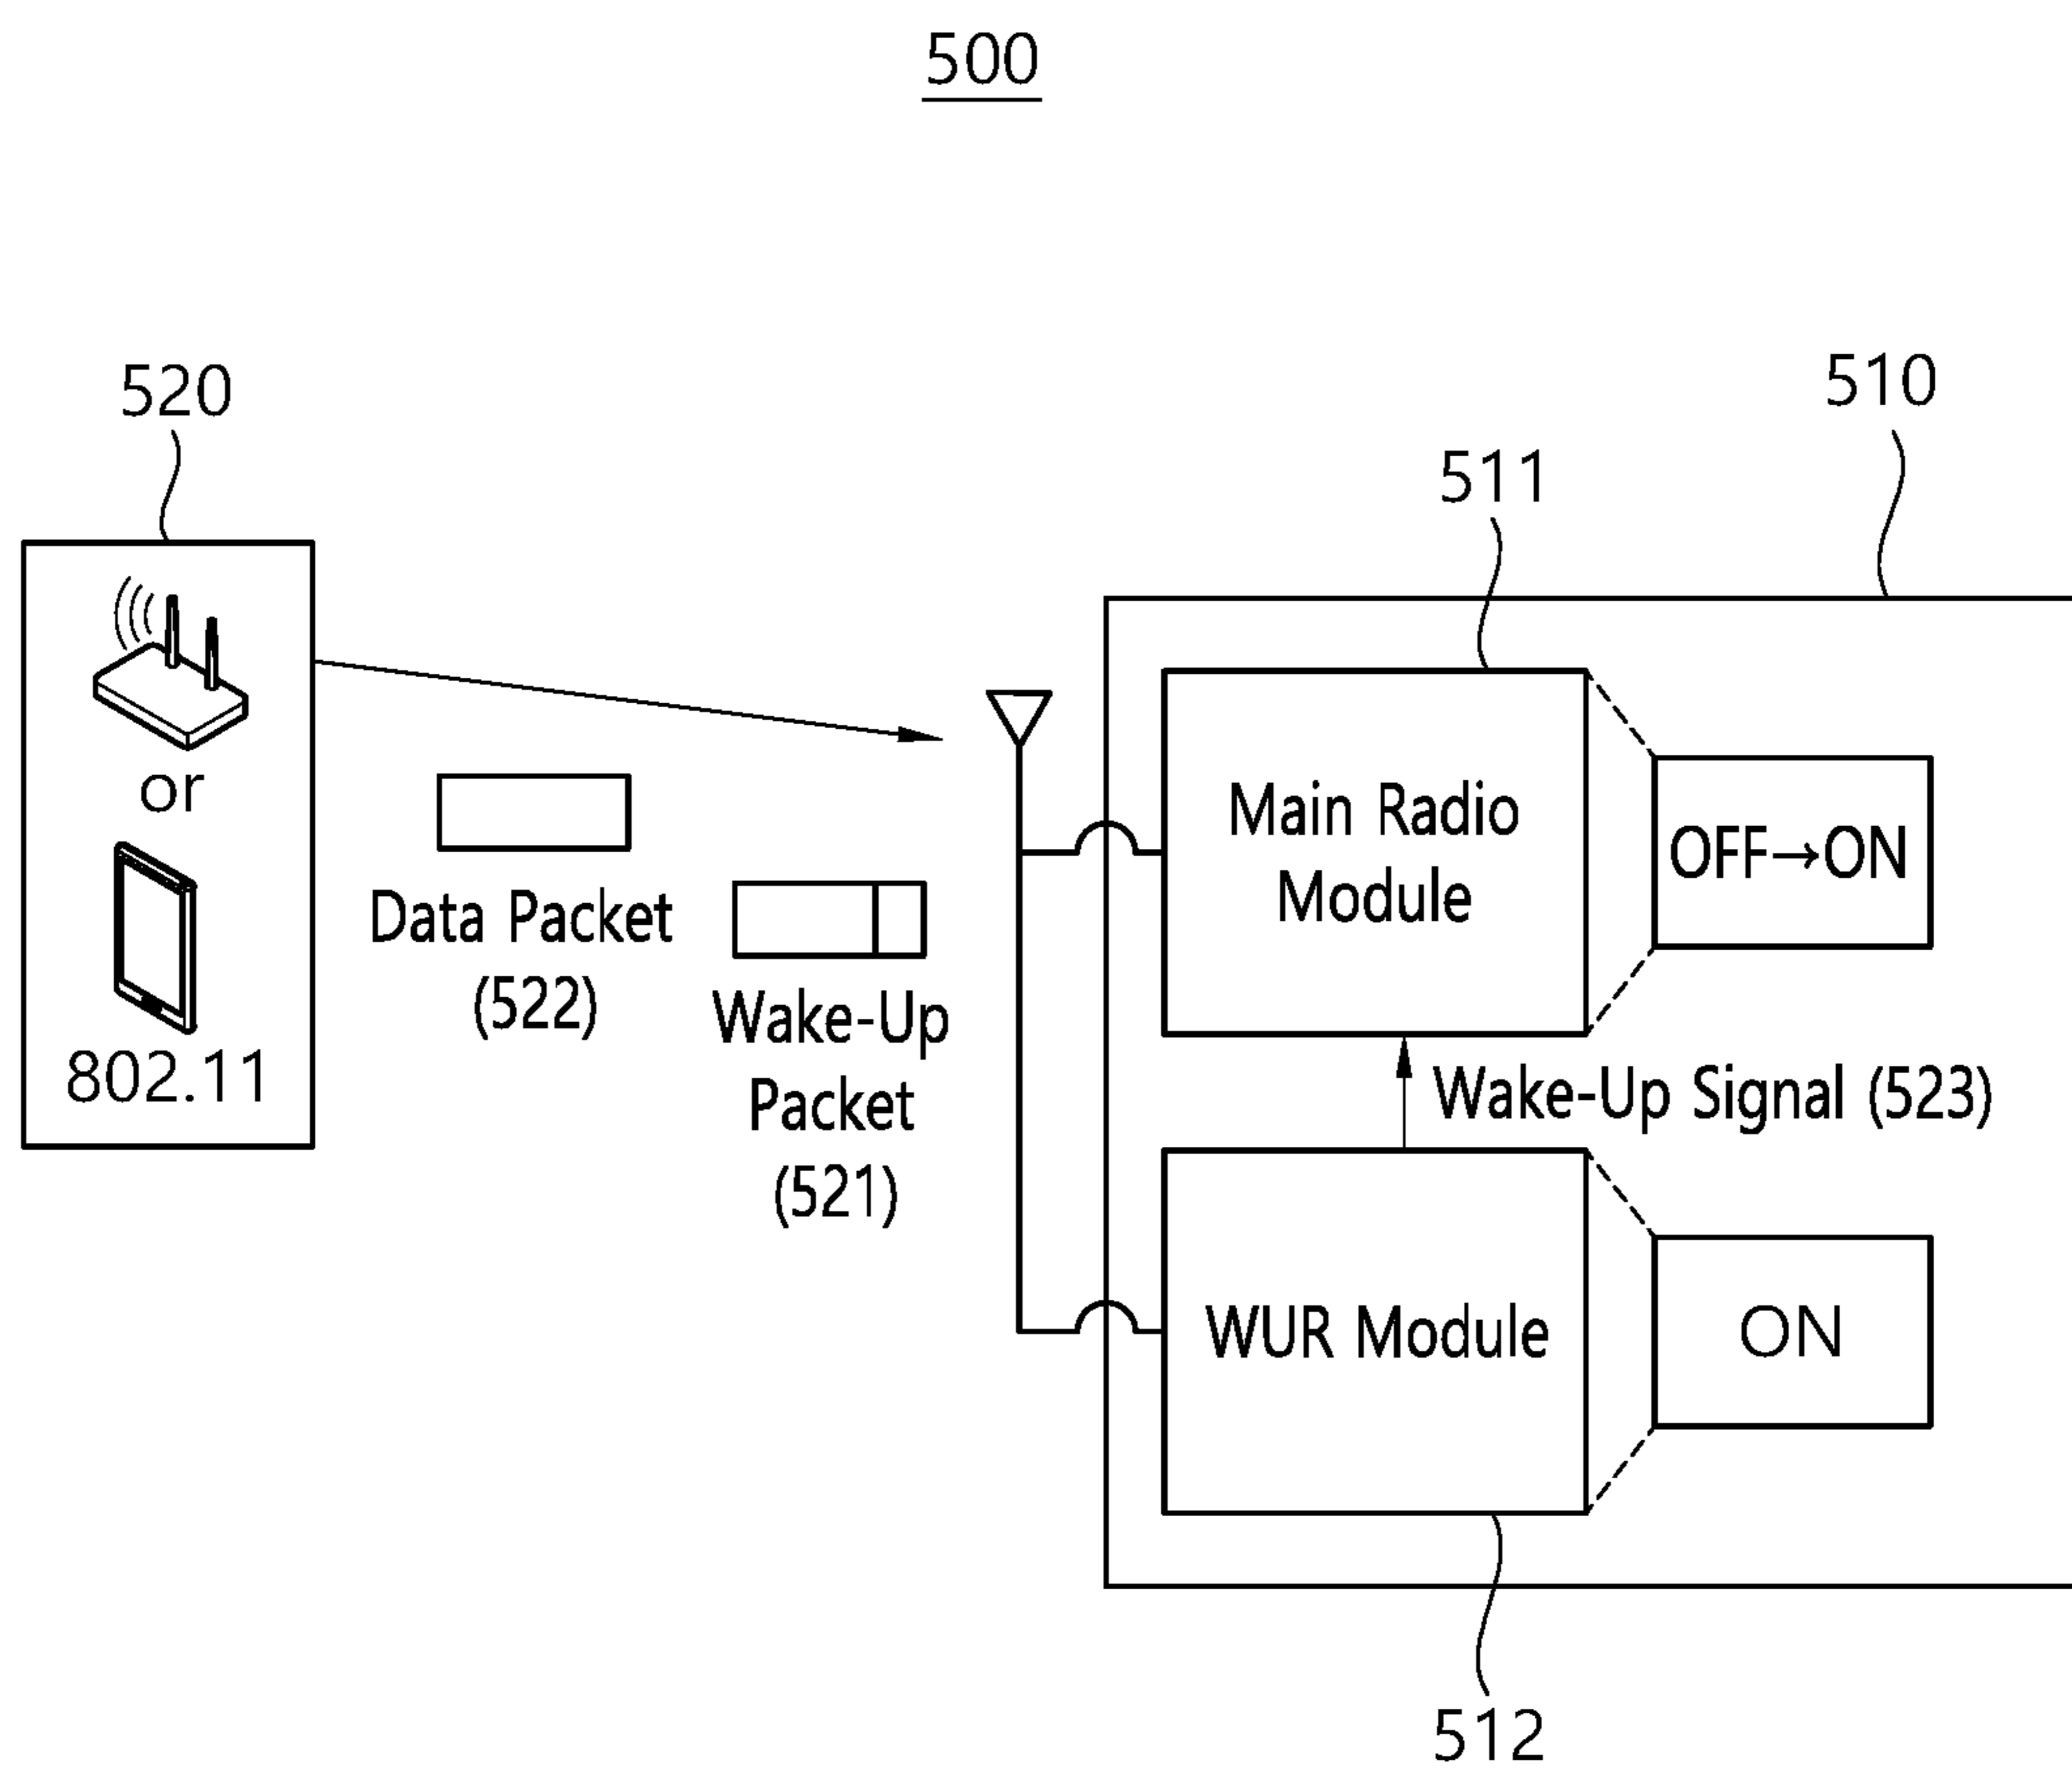 500
520
510
511
or
802.11
Data Packet
(522)
Wake-Up
Packet
(521)
Main Radio
Module
OFF→ON
Wake-Up Signal (523)
WUR Module
ON
512